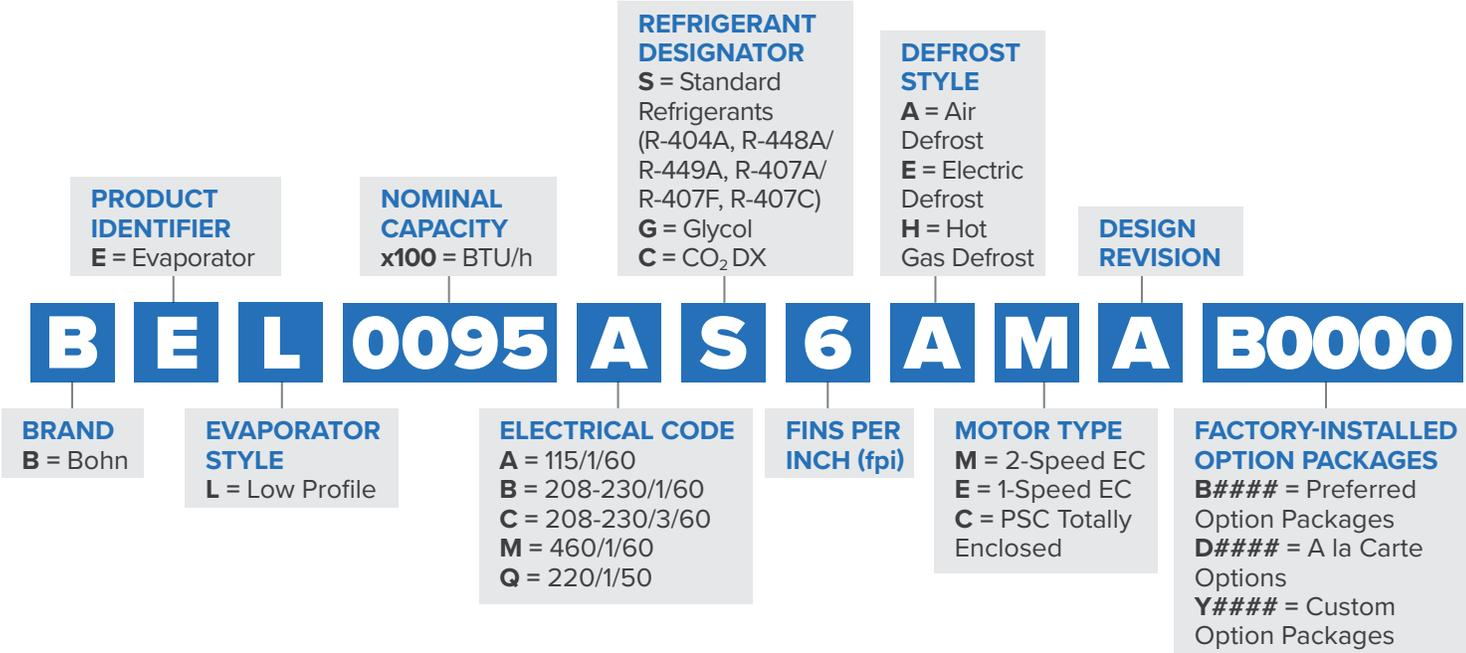 REFRIGERANT
DESIGNATOR
S = Standard
Refrigerants
(R-404A, R-448A/
R-449A, R-407A/
R-407F, R-407C)
G = Glycol
C = CO₂ DX
DEFROST
STYLE
A = Air
Defrost
E = Electric
Defrost
H = Hot
Gas Defrost
PRODUCT
IDENTIFIER
E = Evaporator
NOMINAL
CAPACITY
x100 = BTU/h
DESIGN
REVISION
B E L 0095 A S 6 A M A B0000
BRAND
B = Bohn
EVAPORATOR
STYLE
L = Low Profile
ELECTRICAL CODE
A = 115/1/60
B = 208-230/1/60
C = 208-230/3/60
M = 460/1/60
Q = 220/1/50
FINS PER
INCH (fpi)
MOTOR TYPE
M = 2-Speed EC
E = 1-Speed EC
C = PSC Totally
Enclosed
FACTORY-INSTALLED
OPTION PACKAGES
B#### = Preferred
Option Packages
D#### = A la Carte
Options
Y#### = Custom
Option Packages